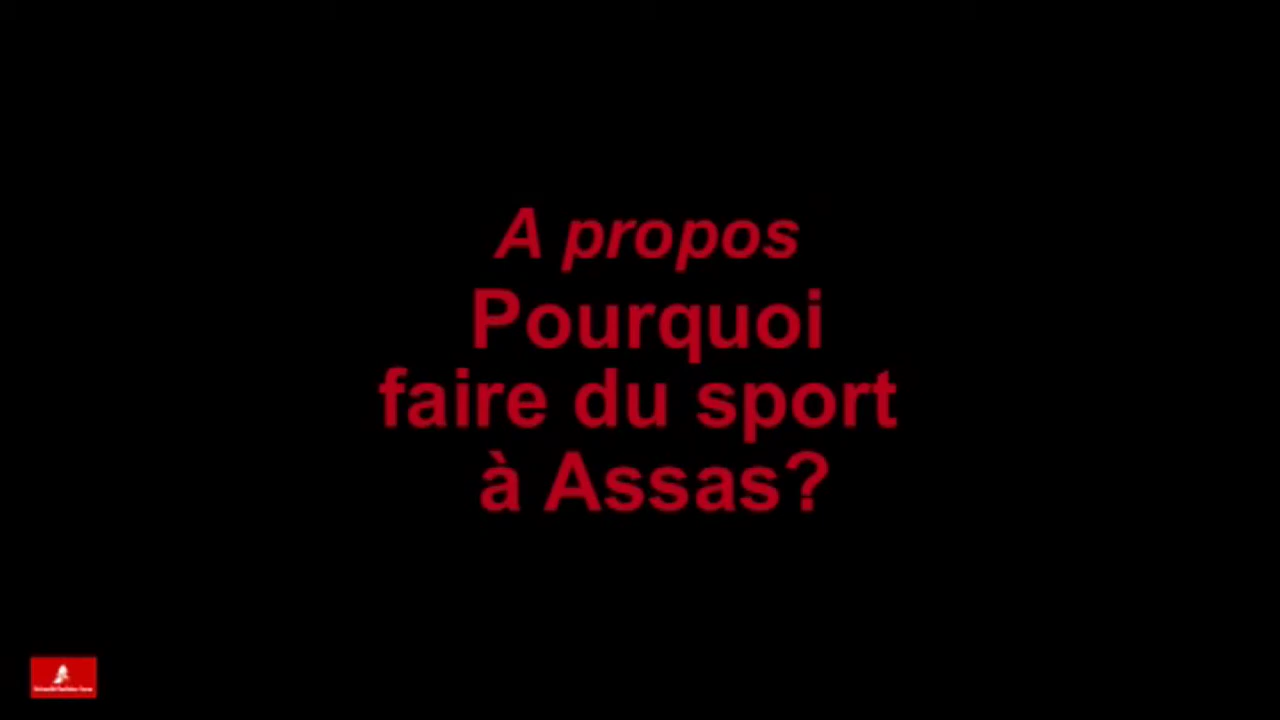 A propos
Pourquoi
faire du sport
à Assas?